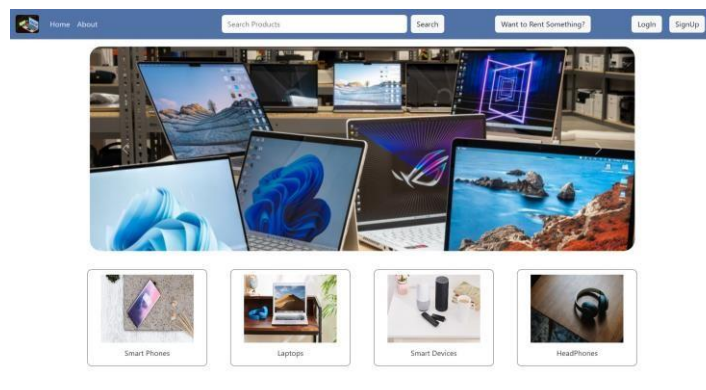 Home About Search Products Search Want to Rent Something? LogIn SignUp
Smart Phones Laptops Smart Devices HeadPhones